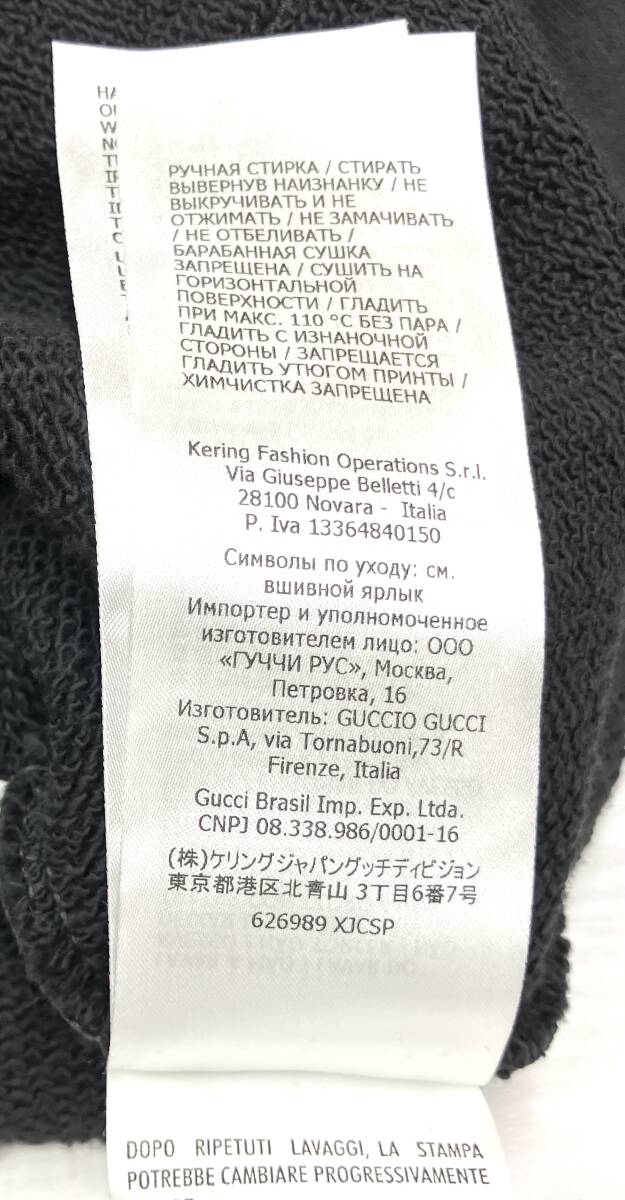 РУЧНАЯ СТИРКА / СТИРАТЬ
ВЫВЕРНУВ НАИЗНАНКУ / НЕ
ВЫКРУЧИВАТЬ И НЕ
ОТЖИМАТЬ / НЕ ЗАМАЧИВАТЬ
/ НЕ ОТБЕЛИВАТЬ /
БАРАБАННАЯ СУШКА
ЗАПРЕЩЕНА / СУШИТЬ НА
ГОРИЗОНТАЛЬНОЙ
ПОВЕРХНОСТИ / ГЛАДИТЬ
ПРИ МАКС. 110 °C БЕЗ ПАРА /
ГЛАДИТЬ С ИЗНАНОЧНОЙ
СТОРОНЫ / ЗАПРЕЩАЕТСЯ
ГЛАДИТЬ УТЮГОМ ПРИНТЫ /
ХИМЧИСТКА ЗАПРЕЩЕНА
Kering Fashion Operations S.r.l.
Via Giuseppe Belletti 4/c
28100 Novara - Italia
P. Iva 13364840150
Символы по уходу: см.
вшивной ярлык
Импортер и уполномоченное
изготовителем лицо: ООО
«ГУЧЧИ РУС», Москва,
Петровка, 16
Изготовитель: GUCCIO GUCCI
S.p.A, via Tornabuoni,73/R
Firenze, Italia
Gucci Brasil Imp. Exp. Ltda.
CNPJ 08.338.986/0001-16
(株)ケリングジャパングッチディビジョン
東京都港区北青山 3丁目6番7号
626989 XJCSP
DOPO RIPETUTI LAVAGGI, LA STAMPA
POTREBBE CAMBIARE PROGRESSIVAMENTE